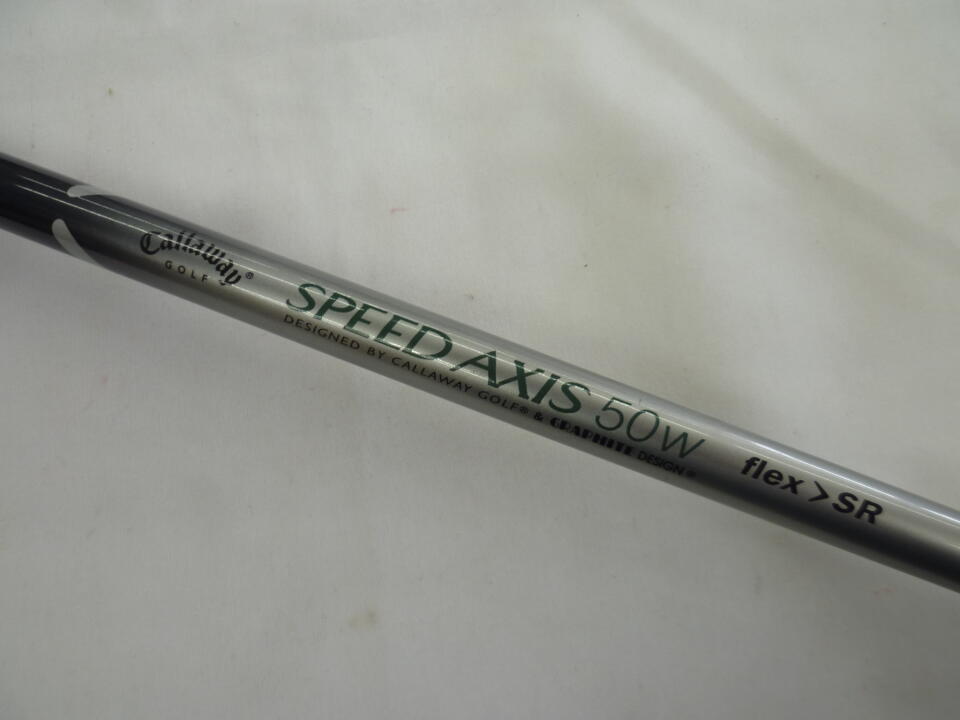 Callaway®
GOLF
SPEED AXIS 50W
DESIGNED BY CALLAWAY GOLF® & GRAPHITE DESIGN®
flex > SR